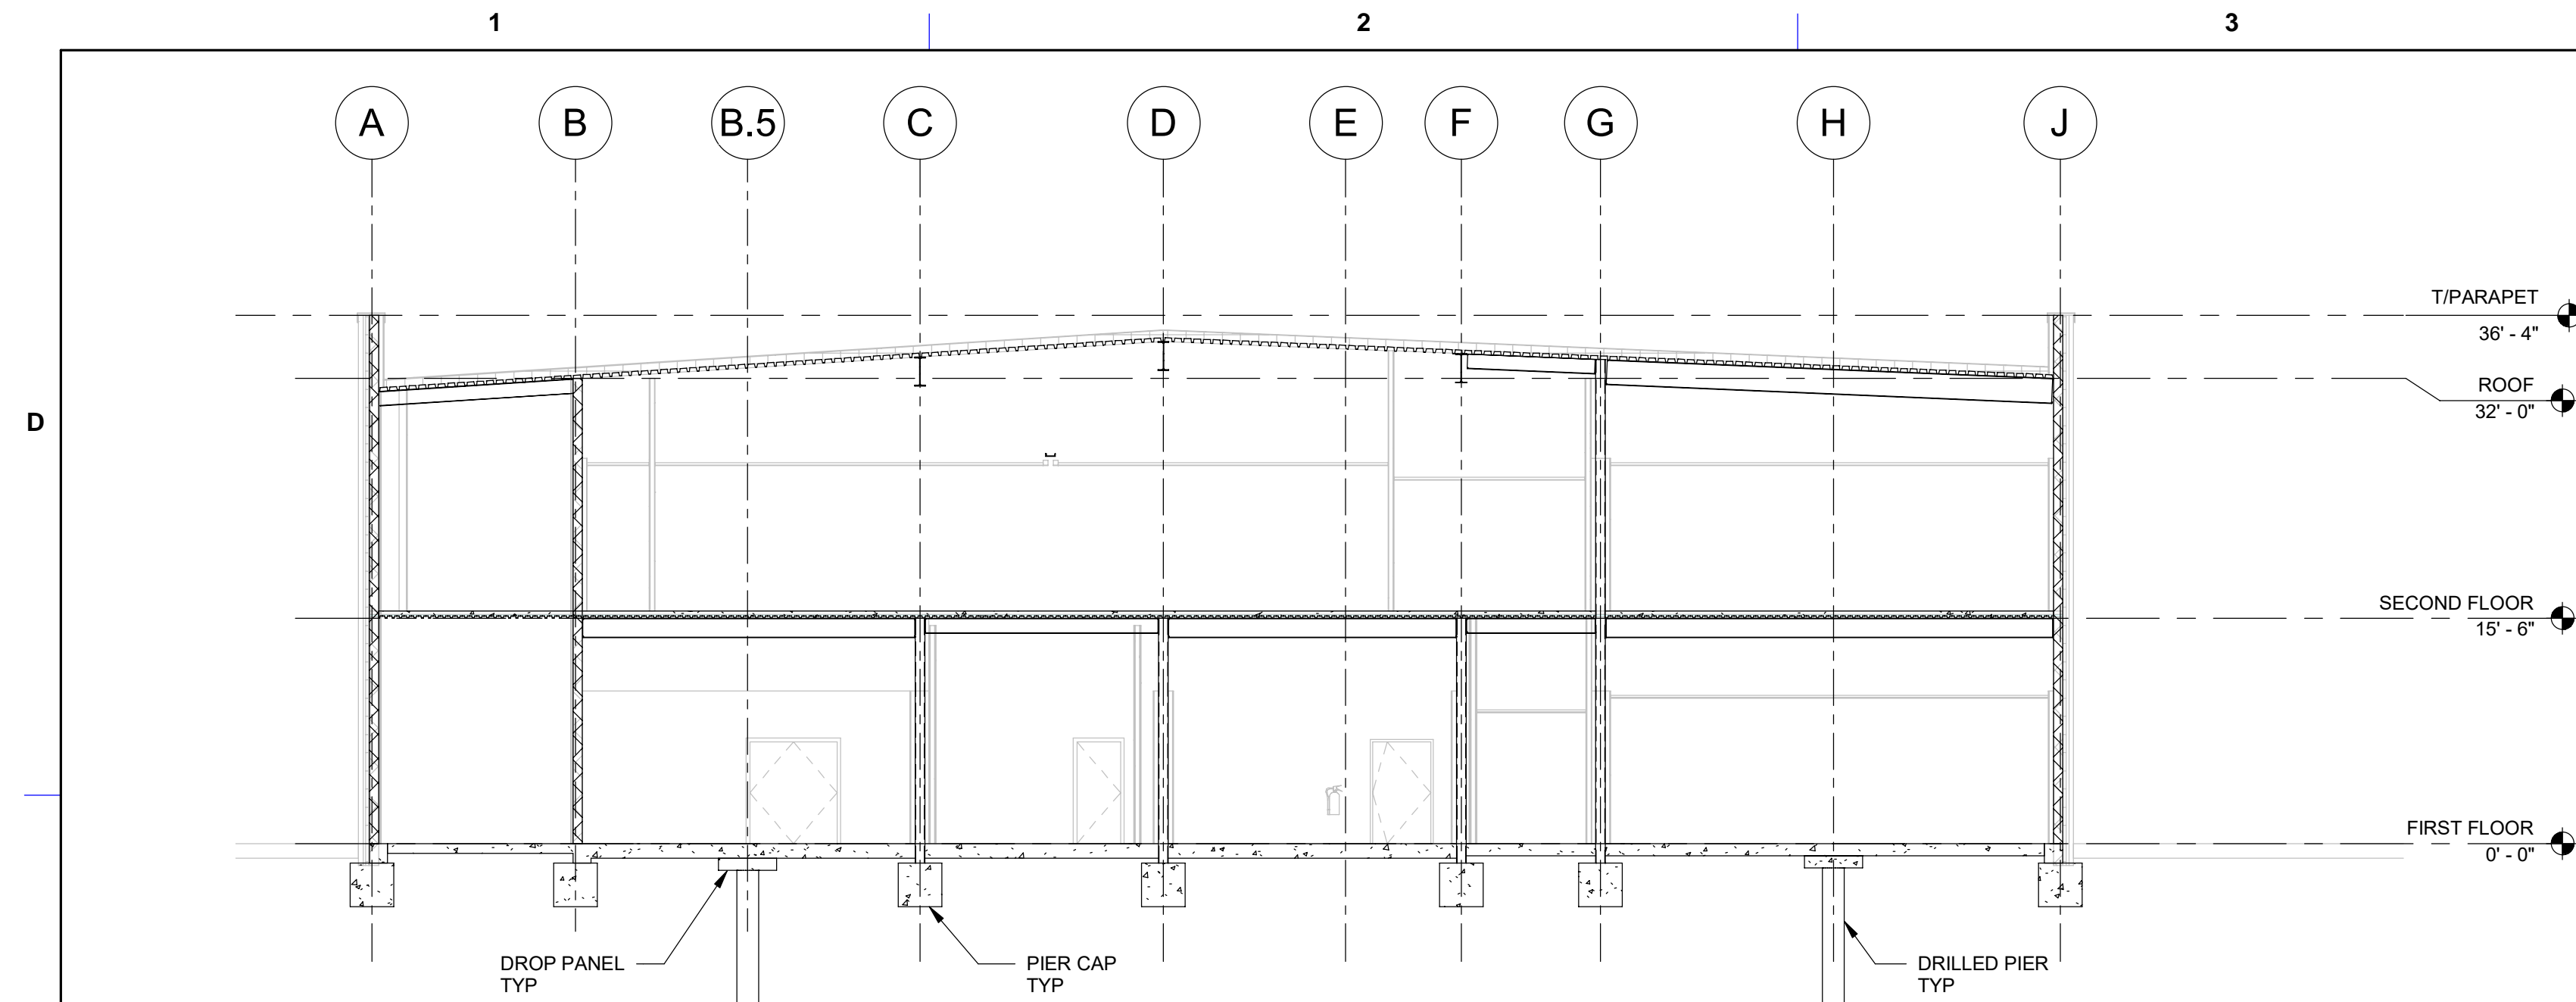 1
2
3
A
B
B.5
C
D
E
F
G
H
J
T/PARAPET
36' - 4"
ROOF
32' - 0"
D
SECOND FLOOR
15' - 6"
FIRST FLOOR
0' - 0"
DROP PANEL
TYP
PIER CAP
TYP
DRILLED PIER
TYP